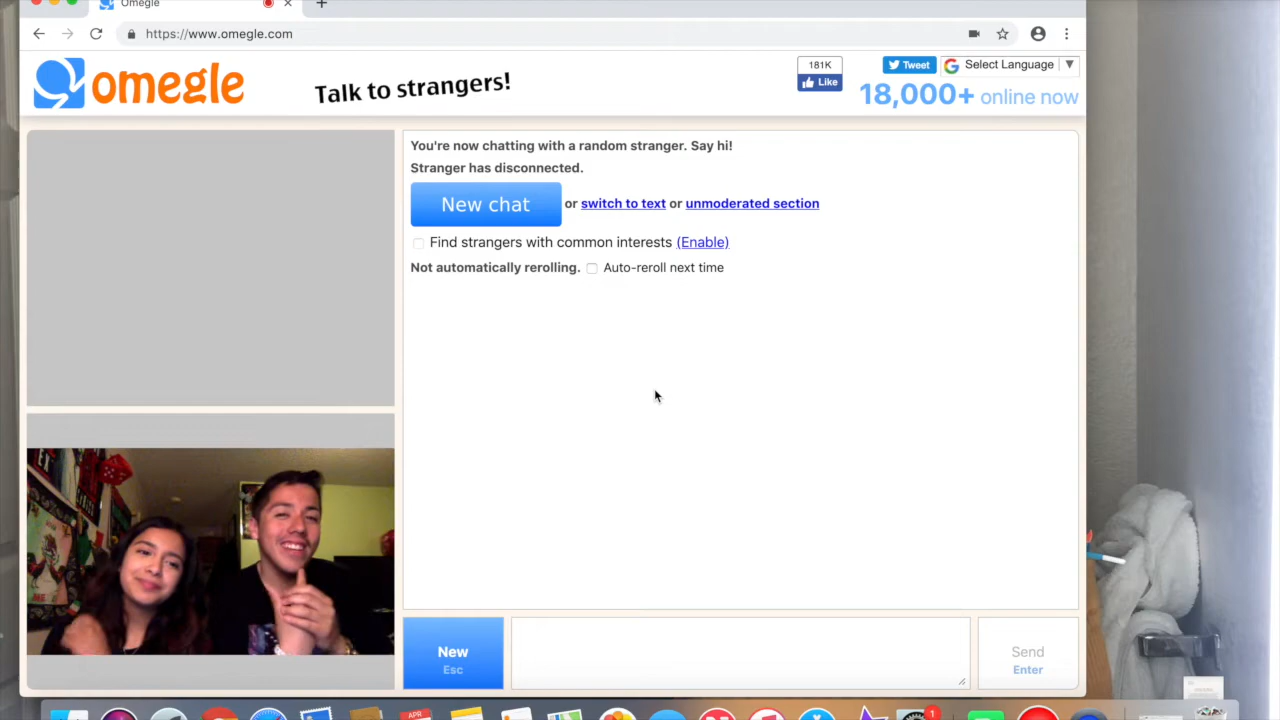 Omegle
https://www.omegle.com
omegle
Talk to strangers!
181K
Like
Tweet
Select Language
18,000+ online now
You're now chatting with a random stranger. Say hi!
Stranger has disconnected.
New chat or switch to text or unmoderated section
Find strangers with common interests (Enable)
Not automatically rerolling. Auto-reroll next time
New
Esc
Send
Enter
APR
1